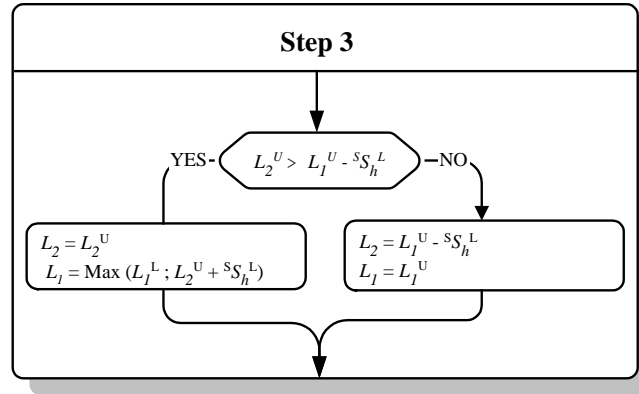 Step 3
L₂ᵁ > L₁ᵁ - ˢSₕᴸ
YES
NO
L₂ = L₂ᵁ
L₁ = Max (L₁ᴸ ; L₂ᵁ + ˢSₕᴸ)
L₂ = L₁ᵁ - ˢSₕᴸ
L₁ = L₁ᵁ